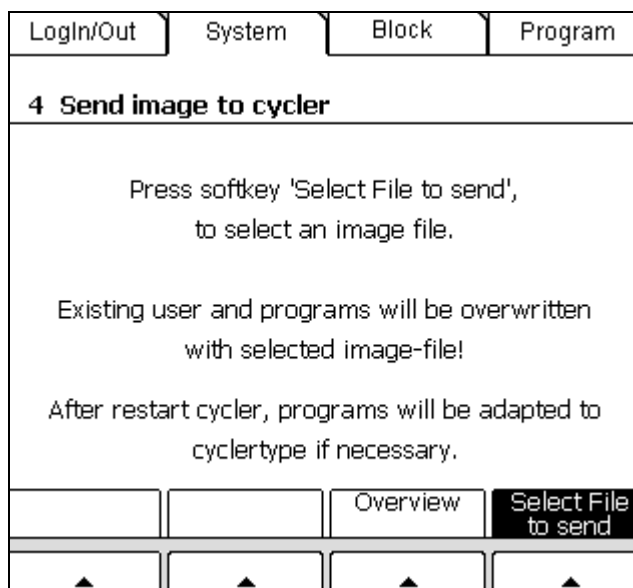 LogIn/Out System Block Program
4 Send image to cycler
Press softkey 'Select File to send',
to select an image file.
Existing user and programs will be overwritten
with selected image-file!
After restart cycler, programs will be adapted to
cyclertype if necessary.
Overview Select File
to send